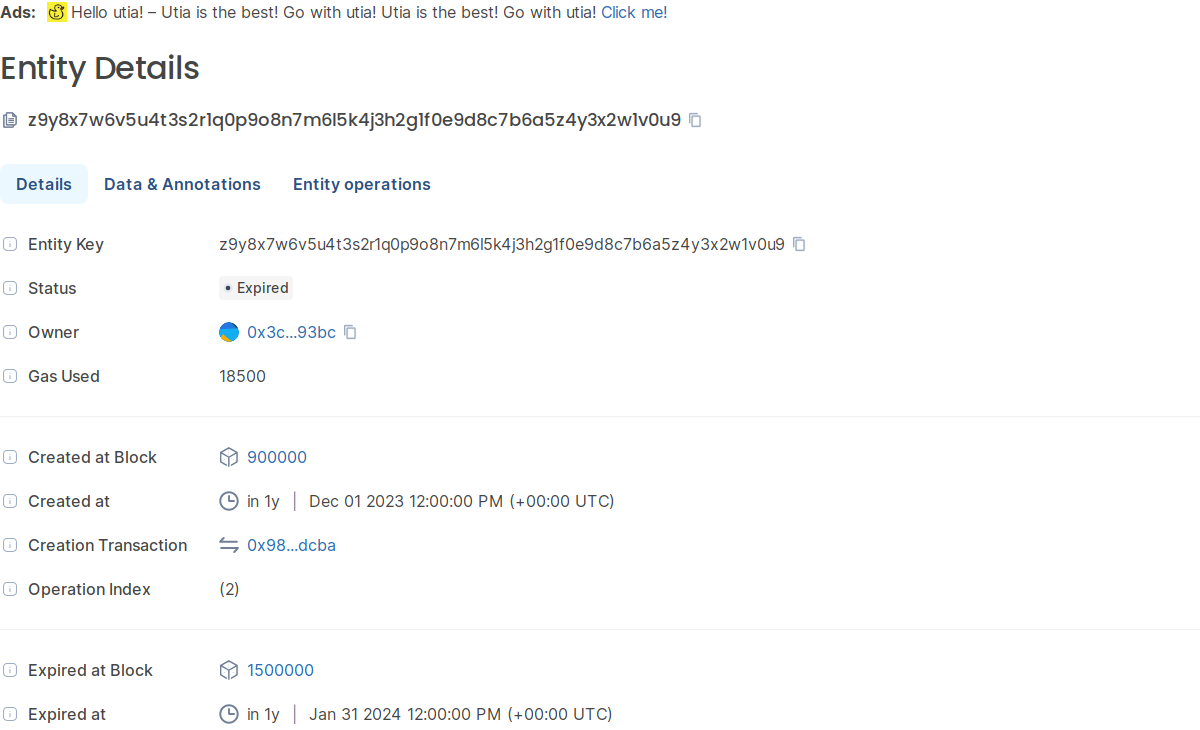 Ads: Hello utia! – Utia is the best! Go with utia! Utia is the best! Go with utia! Click me!
Entity Details
z9y8x7w6v5u4t3s2r1q0p9o8n7m6l5k4j3h2g1f0e9d8c7b6a5z4y3x2w1v0u9
Details Data & Annotations Entity operations
Entity Key z9y8x7w6v5u4t3s2r1q0p9o8n7m6l5k4j3h2g1f0e9d8c7b6a5z4y3x2w1v0u9
Status Expired
Owner 0x3c...93bc
Gas Used 18500
Created at Block 900000
Created at in 1y | Dec 01 2023 12:00:00 PM (+00:00 UTC)
Creation Transaction 0x98...dcba
Operation Index (2)
Expired at Block 1500000
Expired at in 1y | Jan 31 2024 12:00:00 PM (+00:00 UTC)